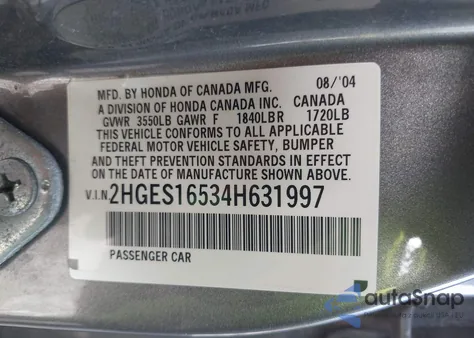 MFD. BY HONDA OF CANADA MFG. 08/'04
A DIVISION OF HONDA CANADA INC. CANADA
GVWR 3550LB GAWR F 1840LB R 1720LB
THIS VEHICLE CONFORMS TO ALL APPLICABLE
FEDERAL MOTOR VEHICLE SAFETY, BUMPER
AND THEFT PREVENTION STANDARDS IN EFFECT
ON THE DATE OF MANUFACTURE SHOWN ABOVE.
V.I.N. 2HGES16534H631997
PASSENGER CAR
autoSnap